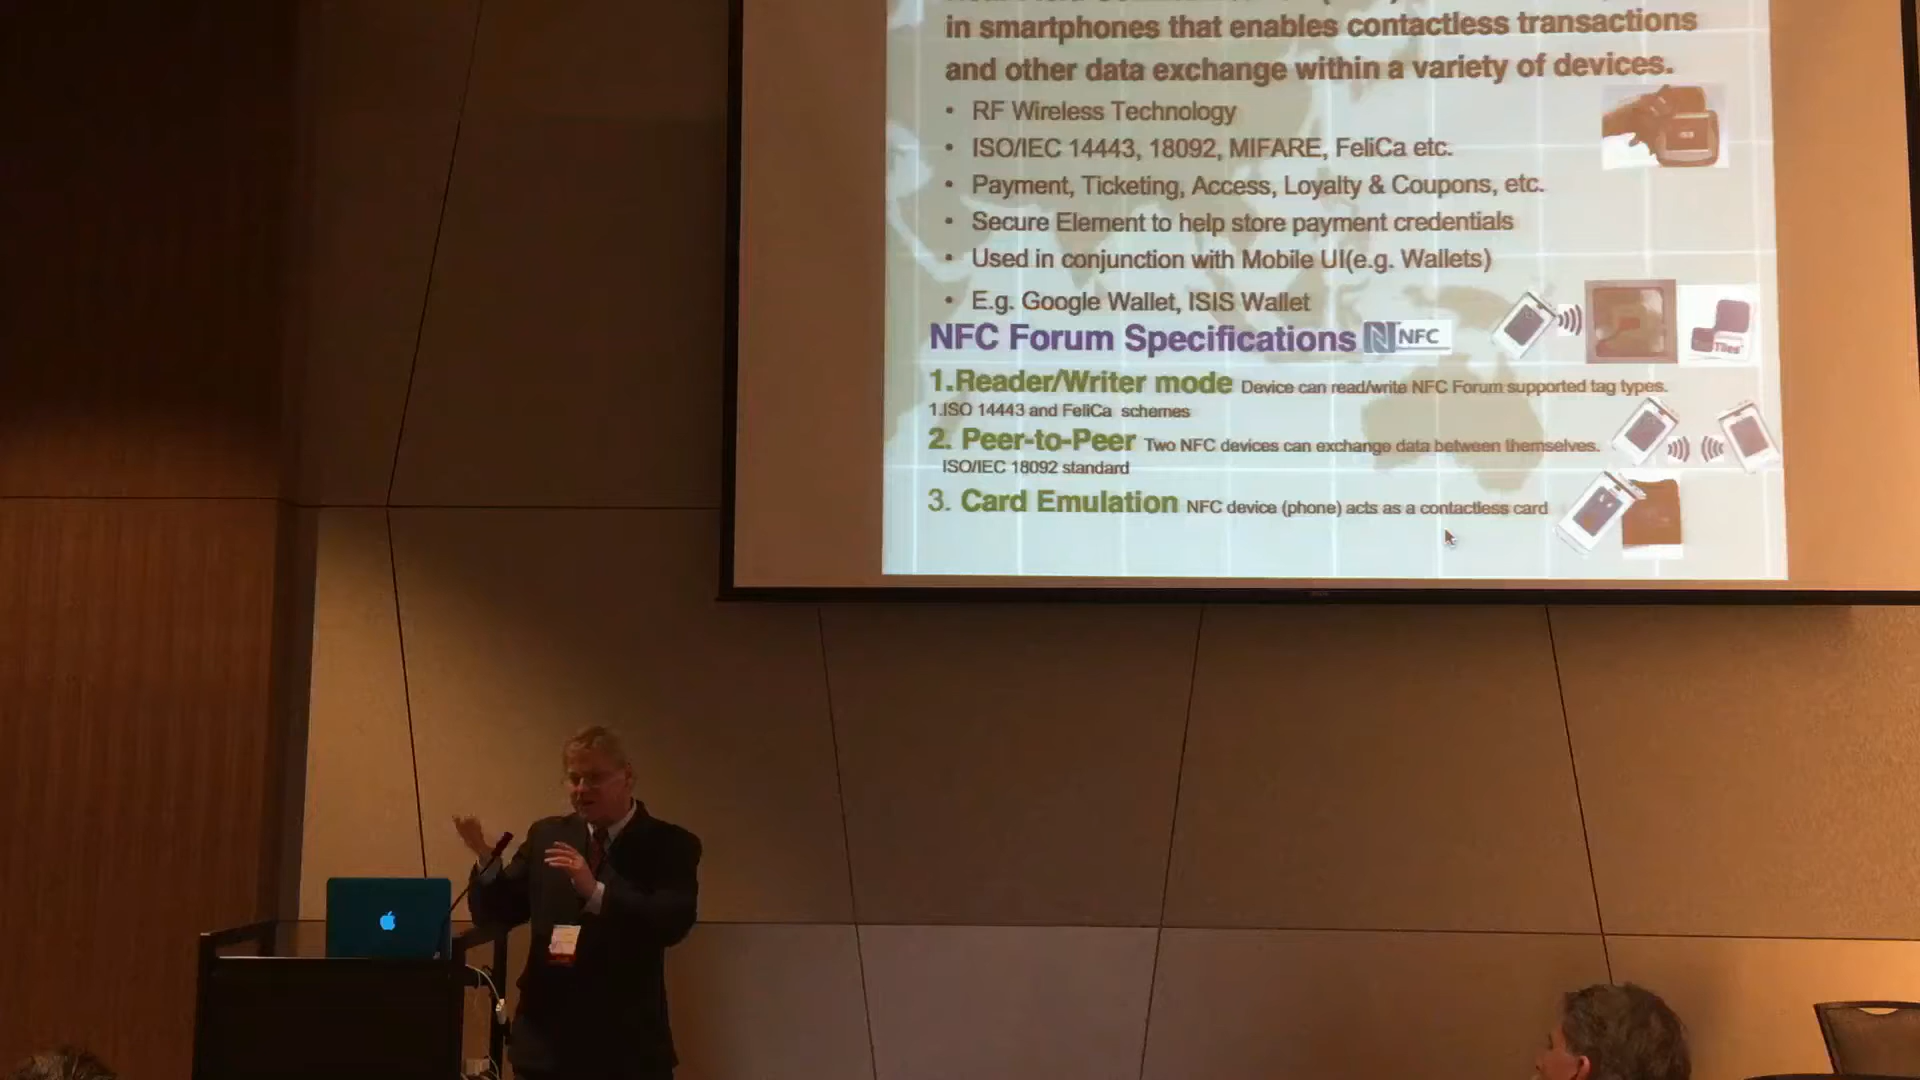 in smartphones that enables contactless transactions
and other data exchange within a variety of devices.
• RF Wireless Technology
• ISO/IEC 14443, 18092, MIFARE, FeliCa etc.
• Payment, Ticketing, Access, Loyalty & Coupons, etc.
• Secure Element to help store payment credentials
• Used in conjunction with Mobile UI(e.g. Wallets)
• E.g. Google Wallet, ISIS Wallet
NFC Forum Specifications NFC
Tiles
1.Reader/Writer mode Device can read/write NFC Forum supported tag types.
1.ISO 14443 and FeliCa schemes
2. Peer-to-Peer Two NFC devices can exchange data between themselves.
ISO/IEC 18092 standard
3. Card Emulation NFC device (phone) acts as a contactless card